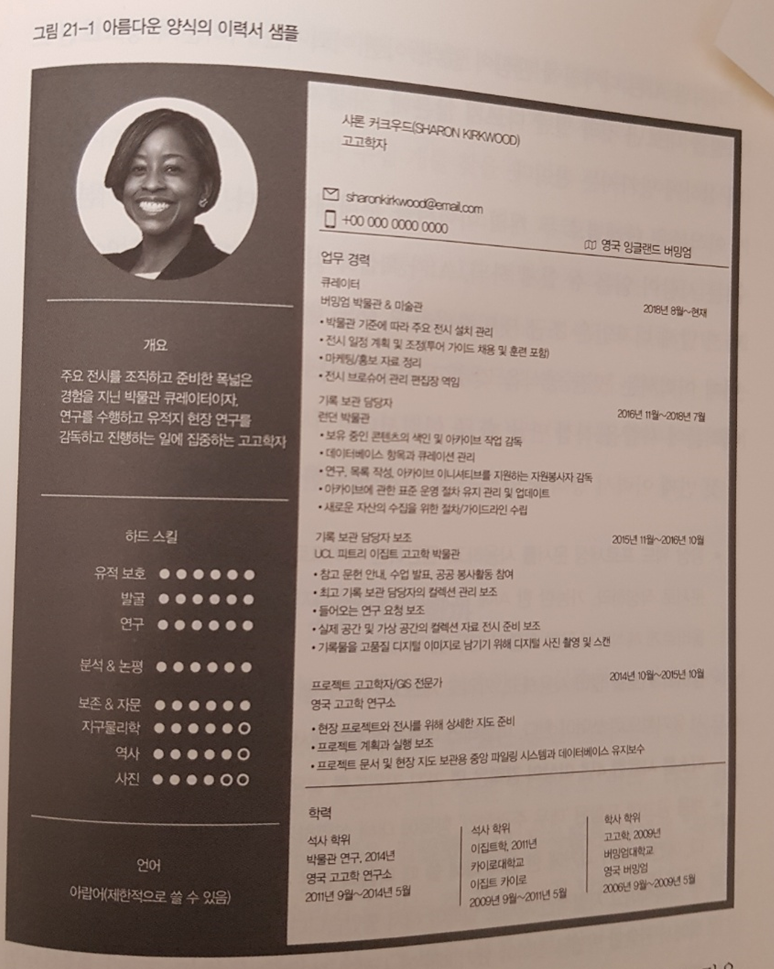 그림 21-1 아름다운 양식의 이력서 샘플
개요
주요 전시를 조직하고 준비한 폭넓은
경험을 지닌 박물관 큐레이터이자,
연구를 수행하고 유적지 현장 연구를
감독하고 진행하는 일에 집중하는 고고학자
하드 스킬
유적 보호
발굴
연구
분석 & 논평
보존 & 자문
지구물리학
역사
사진
언어
아랍어(제한적으로 쓸 수 있음)
샤론 커크우드(SHARON KIRKWOOD)
고고학자
sharonkirkwood@email.com
+00 000 0000 0000
영국 잉글랜드 버밍엄
업무 경력
큐레이터
버밍엄 박물관 & 미술관 2018년 8월~현재
• 박물관 기준에 따라 주요 전시 설치 관리
• 전시 일정 계획 및 조정(투어 가이드 채용 및 훈련 포함)
• 마케팅/홍보 자료 정리
• 전시 브로슈어 관리 편집장 역임
기록 보관 담당자
런던 박물관 2016년 11월~2018년 7월
• 보유 중인 콘텐츠의 색인 및 아카이브 작업 감독
• 데이터베이스 항목과 큐레이션 관리
• 연구, 목록 작성, 아카이브 이니셔티브를 지원하는 자원봉사자 감독
• 아카이브에 관한 표준 운영 절차 유지 관리 및 업데이트
• 새로운 자산의 수집을 위한 절차/가이드라인 수립
기록 보관 담당자 보조 2015년 11월~2016년 10월
UCL 피트리 이집트 고고학 박물관
• 참고 문헌 안내, 수업 발표, 공공 봉사활동 참여
• 최고 기록 보관 담당자의 컬렉션 관리 보조
• 들어오는 연구 요청 보조
• 실제 공간 및 가상 공간의 컬렉션 자료 전시 준비 보조
• 기록물을 고품질 디지털 이미지로 남기기 위해 디지털 사진 촬영 및 스캔
프로젝트 고고학자/GIS 전문가 2014년 10월~2015년 10월
영국 고고학 연구소
• 현장 프로젝트와 전시를 위해 상세한 지도 준비
• 프로젝트 계획과 실행 보조
• 프로젝트 문서 및 현장 지도 보관용 중앙 파일링 시스템과 데이터베이스 유지보수
학력
석사 학위
박물관 연구, 2014년
영국 고고학 연구소
2011년 9월~2014년 5월
석사 학위
이집트학, 2011년
카이로대학교
이집트 카이로
2009년 9월~2011년 5월
학사 학위
고고학, 2009년
버밍엄대학교
영국 버밍엄
2006년 9월~2009년 5월